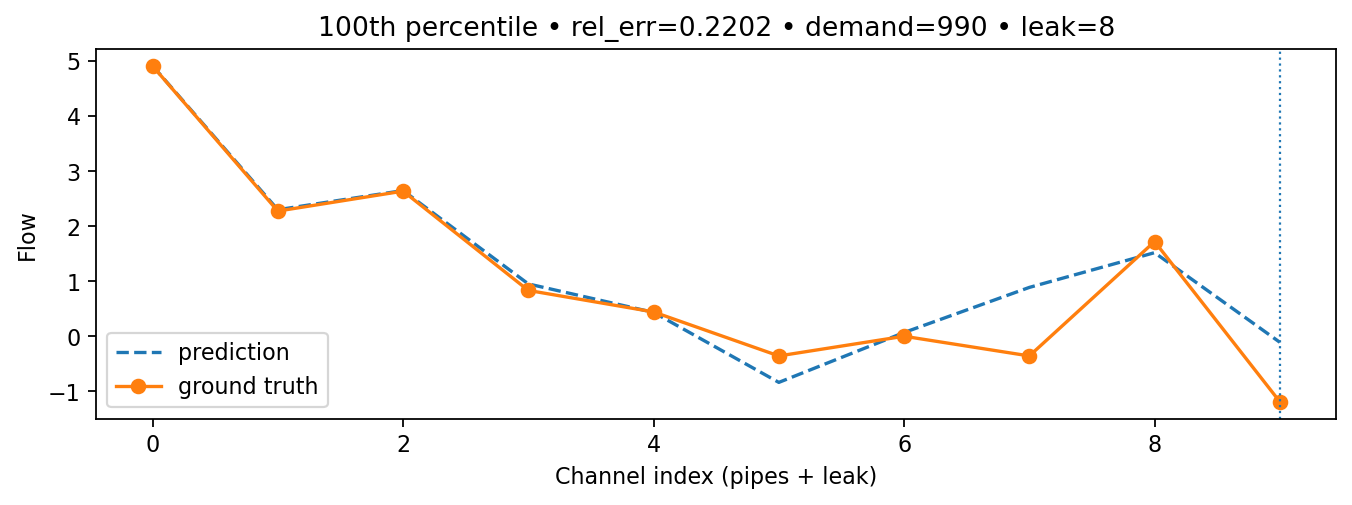 100th percentile • rel_err=0.2202 • demand=990 • leak=8
5
4
3
2
1
0
−1
Flow
prediction
ground truth
0 2 4 6 8
Channel index (pipes + leak)